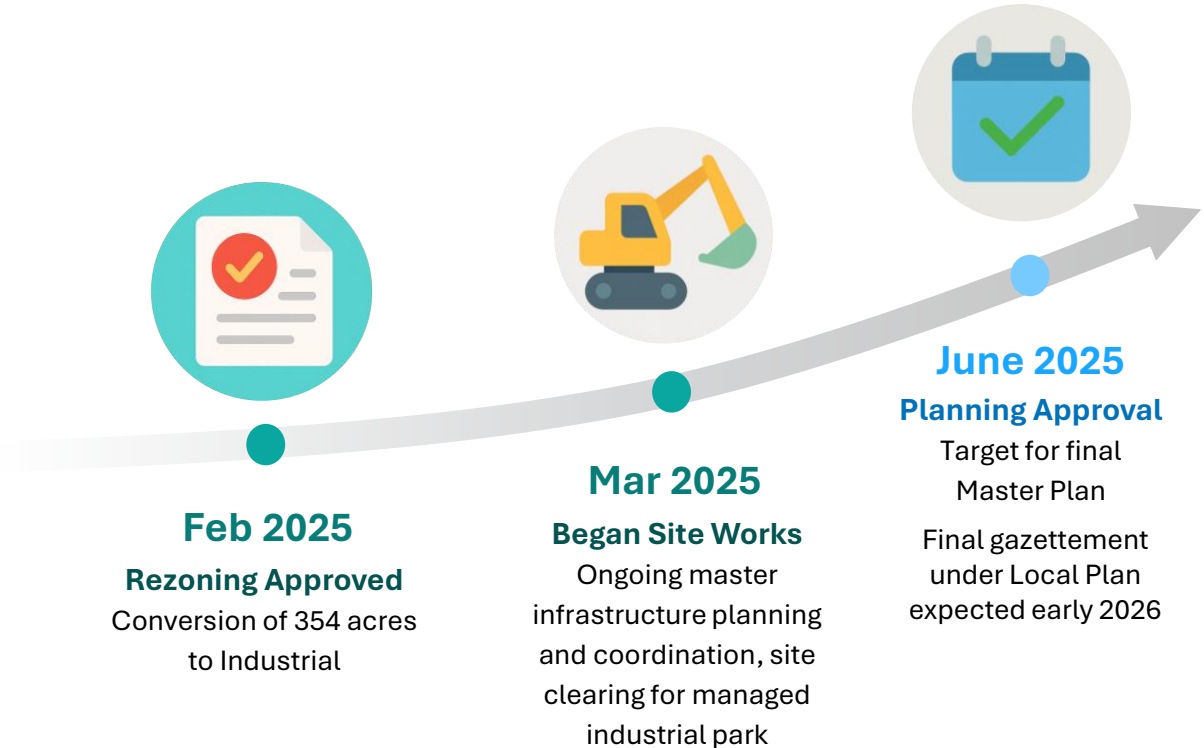 Feb 2025
Rezoning Approved
Conversion of 354 acres
to Industrial
Mar 2025
Began Site Works
Ongoing master
infrastructure planning
and coordination, site
clearing for managed
industrial park
June 2025
Planning Approval
Target for final
Master Plan
Final gazettement
under Local Plan
expected early 2026